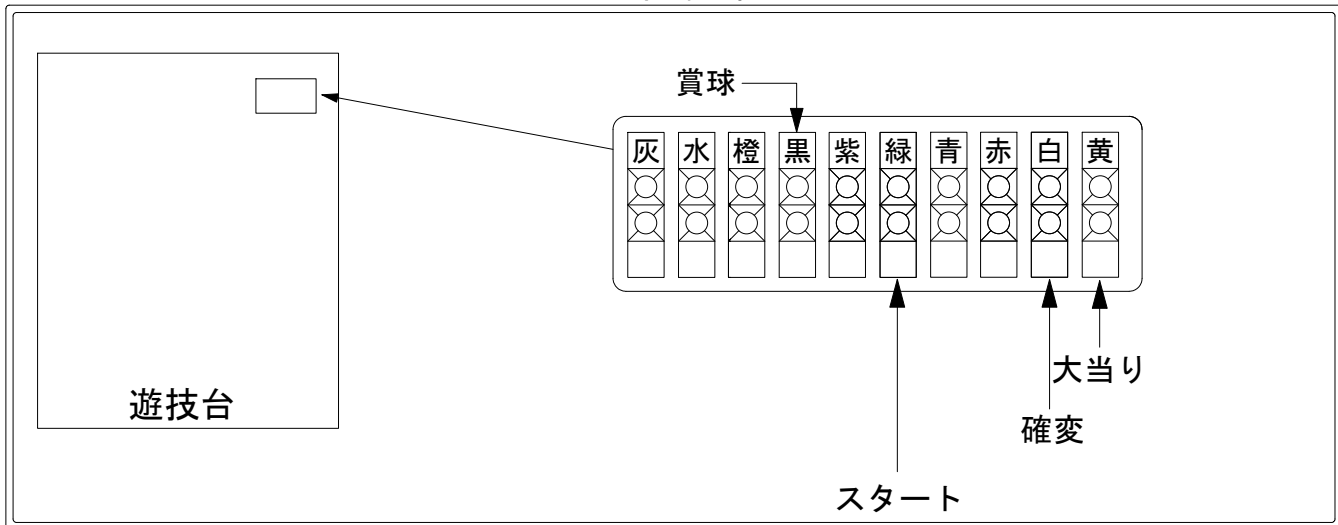 賞球
灰 水 橙 黒 紫 緑 青 赤 白 黄
大当り
遊技台
確変
スタート